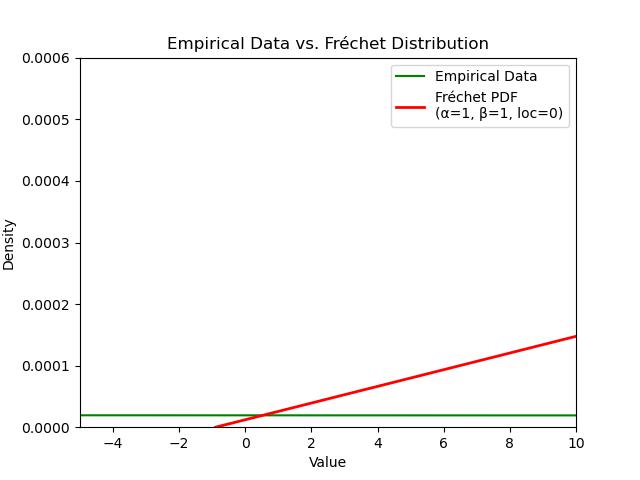 Empirical Data vs. Fréchet Distribution
0.0006
0.0005
0.0004
0.0003
0.0002
0.0001
0.0000
Density
Empirical Data
Fréchet PDF
(α=1, β=1, loc=0)
−4
−2
0
2
4
6
8
10
Value